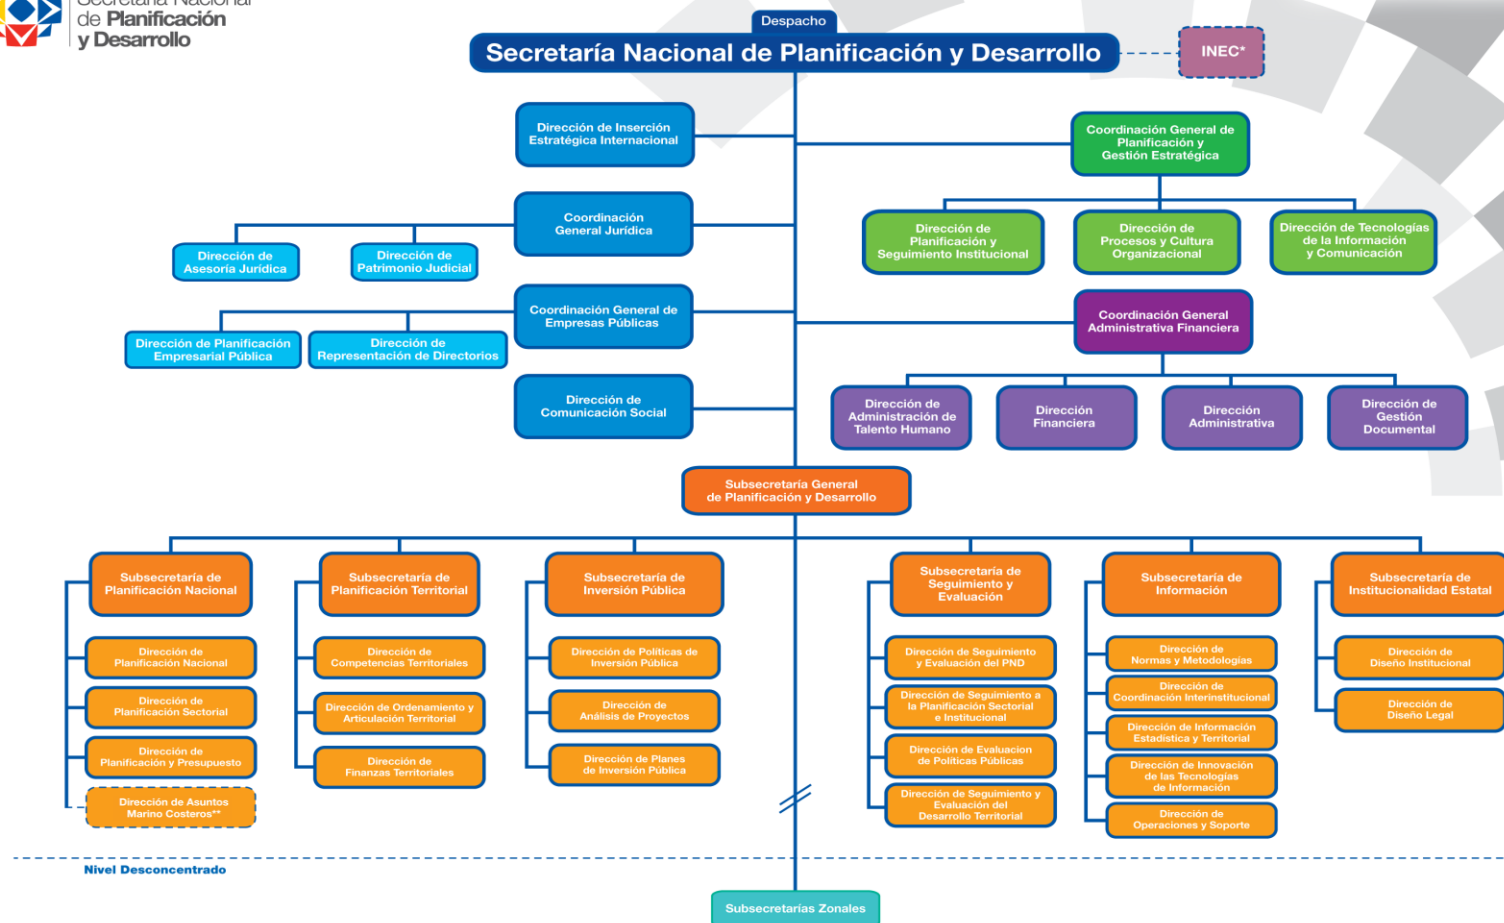 Secretaría Nacional
de Planificación
y Desarrollo
Despacho
Secretaría Nacional de Planificación y Desarrollo
INEC*
Dirección de Inserción
Estratégica Internacional
Coordinación General de
Planificación y
Gestión Estratégica
Coordinación
General Jurídica
Dirección de
Asesoría Jurídica
Dirección de
Patrimonio Judicial
Dirección de
Planificación y
Seguimiento Institucional
Dirección de
Procesos y Cultura
Organizacional
Dirección de Tecnologías
de la Información
y Comunicación
Coordinación General de
Empresas Públicas
Dirección de Planificación
Empresarial Pública
Dirección de
Representación de Directorios
Coordinación General
Administrativa Financiera
Dirección de
Comunicación Social
Dirección de
Administración de
Talento Humano
Dirección
Financiera
Dirección
Administrativa
Dirección de
Gestión
Documental
Subsecretaría General
de Planificación y Desarrollo
Subsecretaría de
Planificación Nacional
Dirección de
Planificación Nacional
Dirección de
Planificación Sectorial
Dirección de
Planificación y Presupuesto
Dirección de Asuntos
Marino Costeros**
Subsecretaría de
Planificación Territorial
Dirección de
Competencias Territoriales
Dirección de Ordenamiento y
Articulación Territorial
Dirección de
Finanzas Territoriales
Subsecretaría de
Inversión Pública
Dirección de Políticas de
Inversión Pública
Dirección de
Análisis de Proyectos
Dirección de Planes
de Inversión Pública
Subsecretaría de
Seguimiento y
Evaluación
Dirección de Seguimiento
y Evaluación del PND
Dirección de Seguimiento a
la Planificación Sectorial
e Institucional
Dirección de Evaluacion
de Políticas Públicas
Dirección de Seguimiento y
Evaluación del
Desarrollo Territorial
Subsecretaría de
Información
Dirección de
Normas y Metodologías
Dirección de
Coordinación Interinstitucional
Dirección de Información
Estadística y Territorial
Dirección de Innovación
de las Tecnologías
de Información
Dirección de
Operaciones y Soporte
Subsecretaría de
Institucionalidad Estatal
Dirección de
Diseño Institucional
Dirección de
Diseño Legal
Nivel Desconcentrado
Subsecretarías Zonales